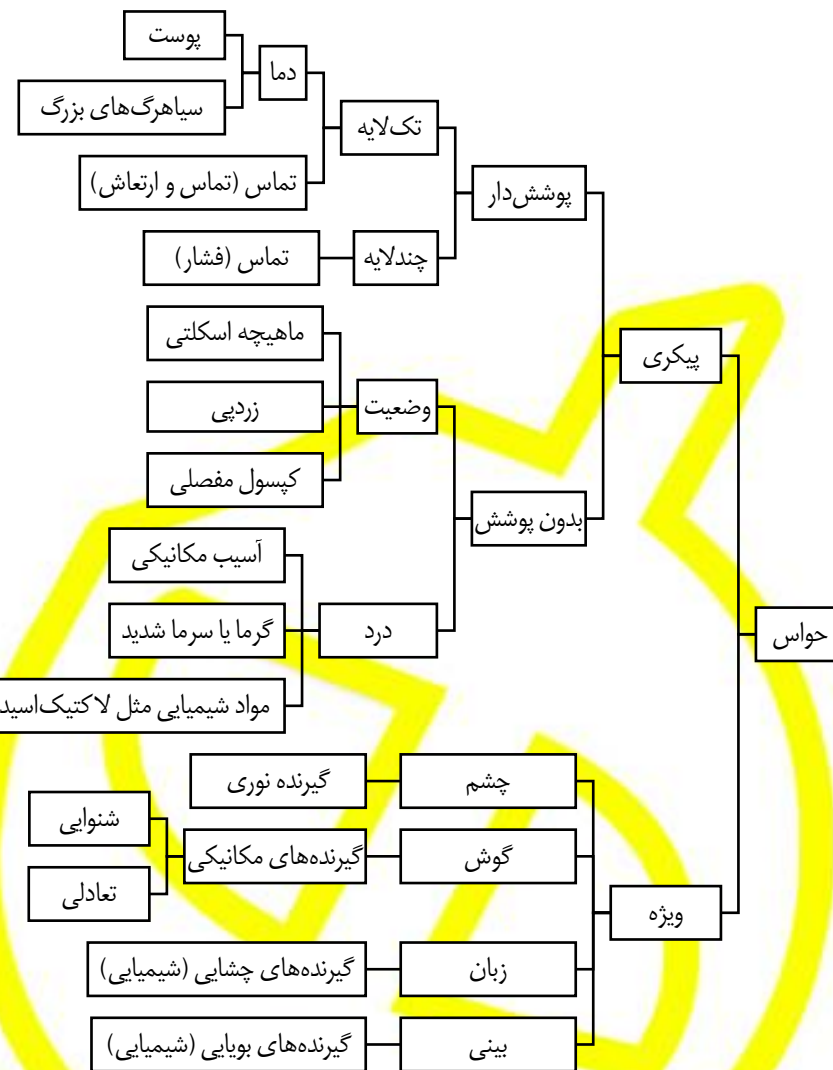 پوست
دما
سیاهرگ‌های بزرگ
تک‌لایه
تماس (تماس و ارتعاش)
پوشش‌دار
چندلایه
تماس (فشار)
ماهیچه اسکلتی
پیکری
وضعیت
زردپی
کپسول مفصلی
بدون پوشش
آسیب مکانیکی
درد
گرما یا سرما شدید
حواس
مواد شیمیایی مثل لاکتیک‌اسید
چشم
گیرنده نوری
شنوایی
گوش
گیرنده‌های مکانیکی
تعادلی
ویژه
زبان
گیرنده‌های چشایی (شیمیایی)
بینی
گیرنده‌های بویایی (شیمیایی)